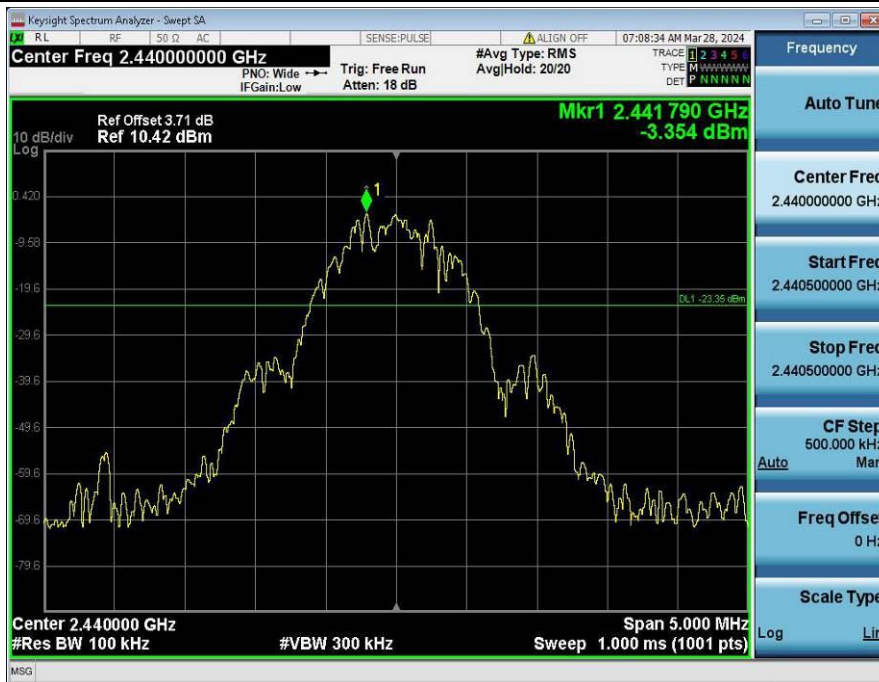 Keysight Spectrum Analyzer - Swept SA
RL RF 50 Ω AC SENSE:PULSE ALIGN OFF 07:08:34 AM Mar 28, 2024
Center Freq 2.440000000 GHz
PNO: Wide
IFGain:Low
Trig: Free Run
Atten: 18 dB
#Avg Type: RMS
Avg|Hold: 20/20
TRACE 1 2 3 4 5 6
TYPE M W W W W W
DET P N N N N N
Ref Offset 3.71 dB
10 dB/div Ref 10.42 dBm
Log
Mkr1 2.441 790 GHz
-3.354 dBm
1
0.420
-9.58
-19.6
DL1 -23.35 dBm
-29.6
-39.6
-49.6
-59.6
-69.6
-79.6
Center 2.440000 GHz Span 5.000 MHz
#Res BW 100 kHz #VBW 300 kHz Sweep 1.000 ms (1001 pts)
MSG
Frequency
Auto Tune
Center Freq
2.440000000 GHz
Start Freq
2.440500000 GHz
Stop Freq
2.440500000 GHz
CF Step
500.000 kHz
Auto Man
Freq Offset
0 Hz
Scale Type
Log Lin